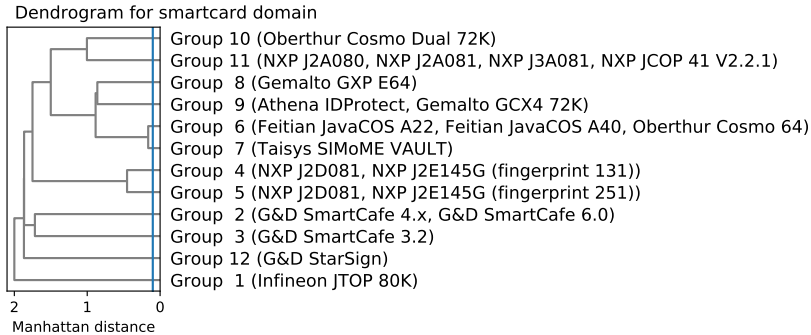 Dendrogram for smartcard domain
Group 10 (Oberthur Cosmo Dual 72K)
Group 11 (NXP J2A080, NXP J2A081, NXP J3A081, NXP JCOP 41 V2.2.1)
Group 8 (Gemalto GXP E64)
Group 9 (Athena IDProtect, Gemalto GCX4 72K)
Group 6 (Feitian JavaCOS A22, Feitian JavaCOS A40, Oberthur Cosmo 64)
Group 7 (Taisys SIMoME VAULT)
Group 4 (NXP J2D081, NXP J2E145G (fingerprint 131))
Group 5 (NXP J2D081, NXP J2E145G (fingerprint 251))
Group 2 (G&D SmartCafe 4.x, G&D SmartCafe 6.0)
Group 3 (G&D SmartCafe 3.2)
Group 12 (G&D StarSign)
Group 1 (Infineon JTOP 80K)
2 1 0
Manhattan distance